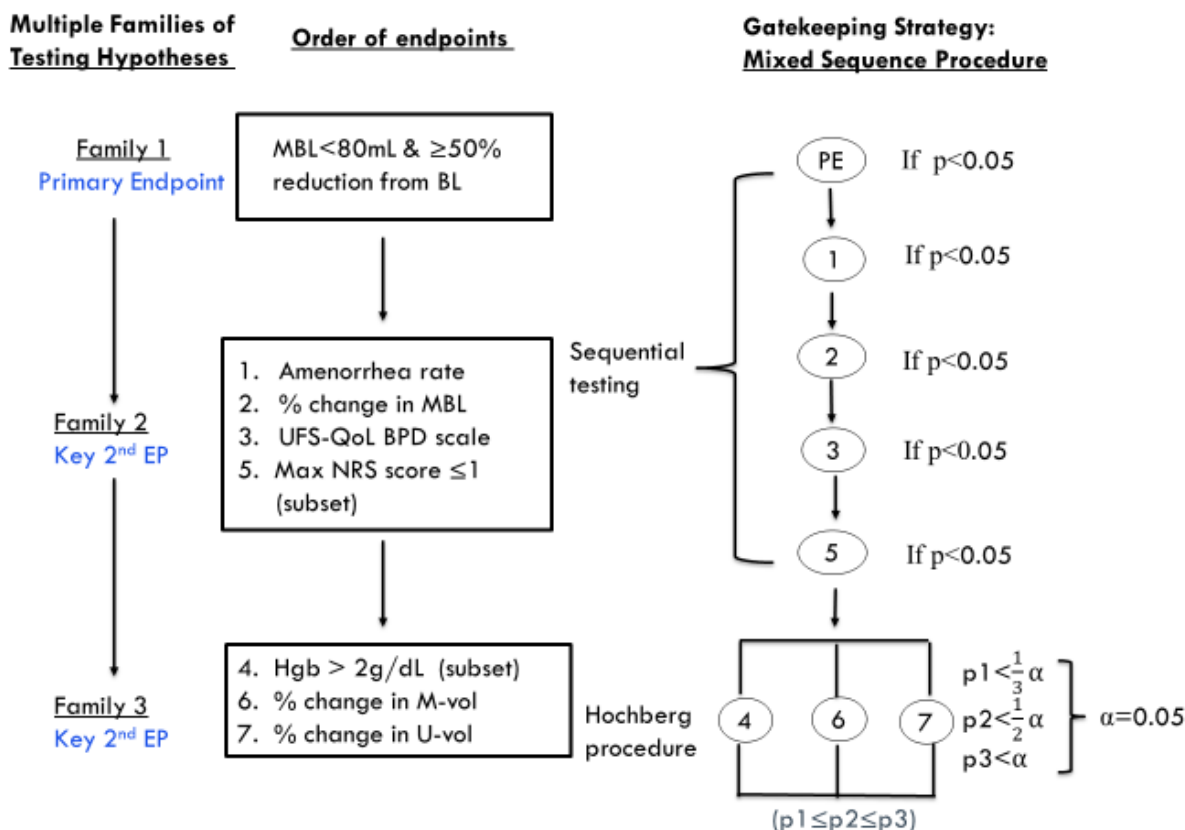 Multiple Families of
Testing Hypotheses
Order of endpoints
Gatekeeping Strategy:
Mixed Sequence Procedure
Family 1
Primary Endpoint
MBL<80mL & ≥50%
reduction from BL
PE
If p<0.05
1
If p<0.05
2
If p<0.05
3
If p<0.05
5
If p<0.05
Sequential
testing
Family 2
Key 2nd EP
1. Amenorrhea rate
2. % change in MBL
3. UFS-QoL BPD scale
5. Max NRS score ≤1
(subset)
Family 3
Key 2nd EP
4. Hgb > 2g/dL (subset)
6. % change in M-vol
7. % change in U-vol
Hochberg
procedure
4
6
7
p1<1/3 α
p2<1/2 α
p3<α
α=0.05
(p1≤p2≤p3)